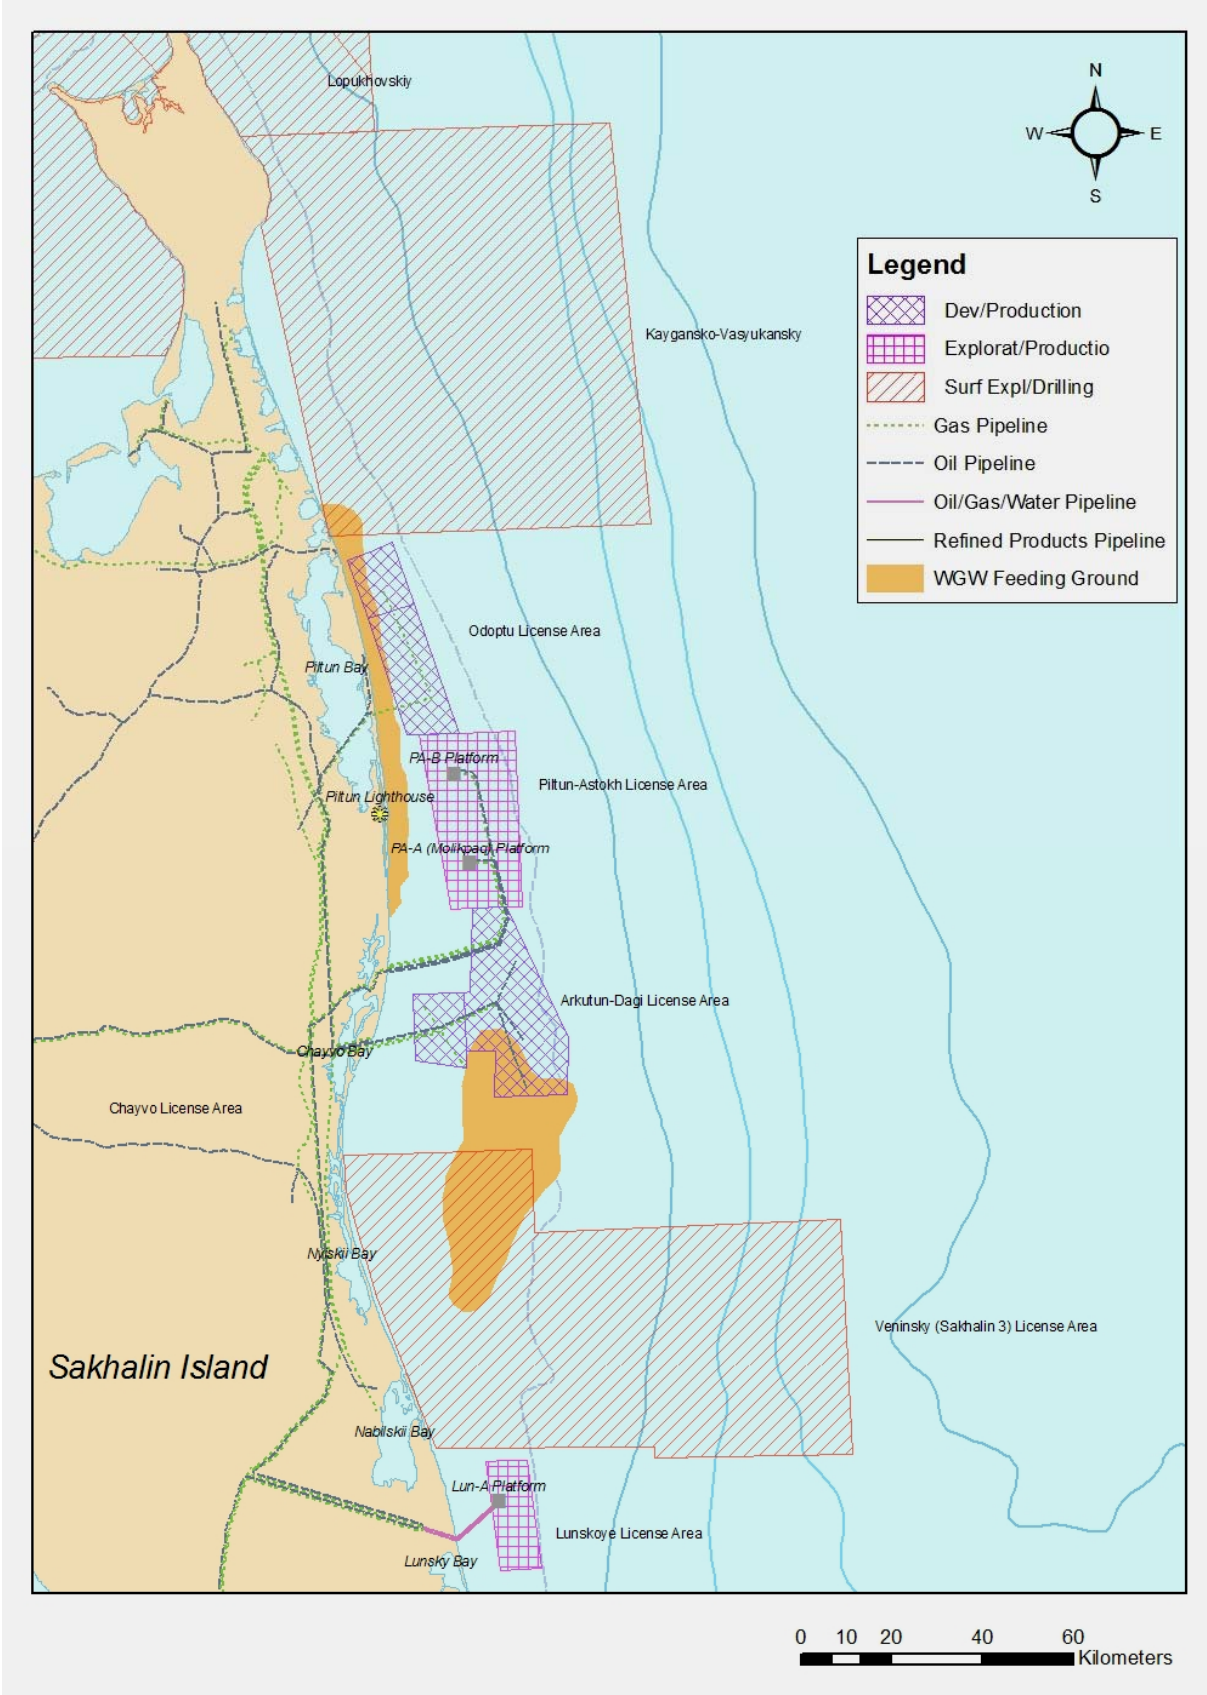 Lopukhovskiy
N
W
E
S
Legend
Dev/Production
Explorat/Productio
Surf Expl/Drilling
Gas Pipeline
Oil Pipeline
Oil/Gas/Water Pipeline
Refined Products Pipeline
WGW Feeding Ground
Kaygansko-Vasyukansky
Odoptu License Area
Piltun Bay
PA-B Platform
Piltun-Astokh License Area
Piltun Lighthouse
PA-A (Molikpaq) Platform
Arkutun-Dagi License Area
Chayvo Bay
Chayvo License Area
Nyiskii Bay
Veninsky (Sakhalin 3) License Area
Sakhalin Island
Nabilskii Bay
Lun-A Platform
Lunskoye License Area
Lunsky Bay
0 10 20 40 60
Kilometers